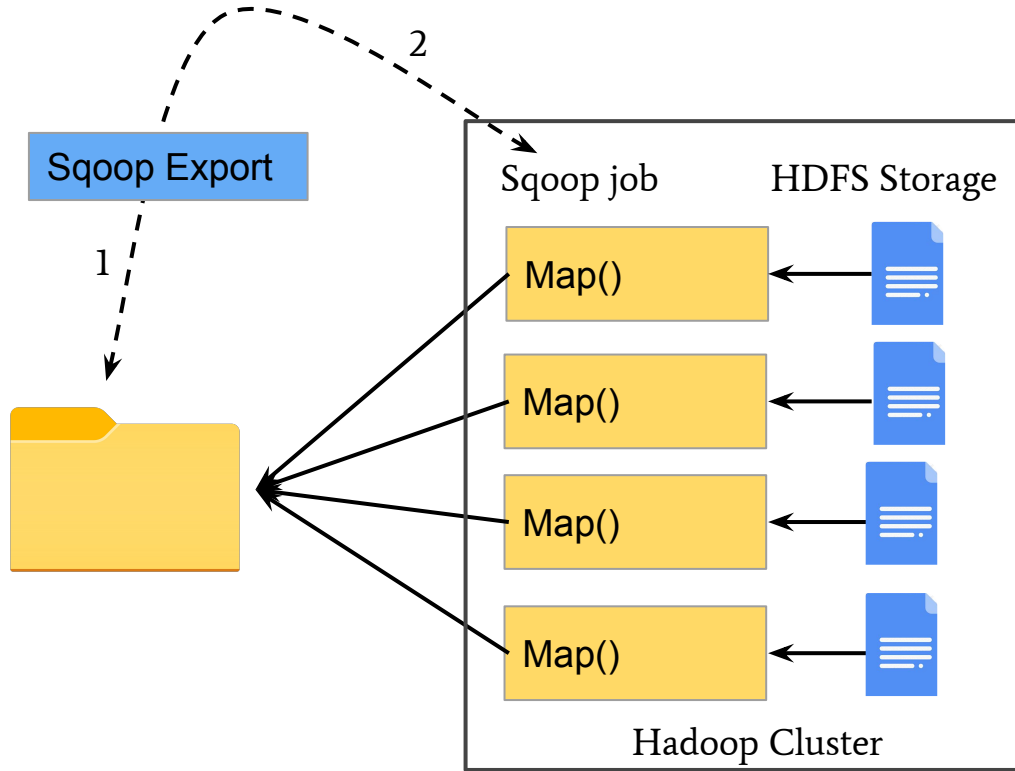 2
Sqoop Export
1
Sqoop job
HDFS Storage
Map()
Map()
Map()
Map()
Hadoop Cluster